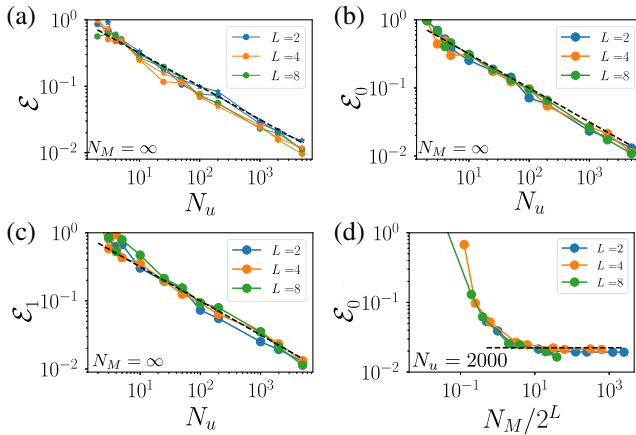 (a)
10^0
10^{-1}
10^{-2}
ℰ
L =2
L =4
L =8
N_M = ∞
10^1
10^2
10^3
N_u
(b)
10^0
10^{-1}
10^{-2}
ℰ_0
L =2
L =4
L =8
N_M = ∞
10^1
10^2
10^3
N_u
(c)
10^0
10^{-1}
10^{-2}
ℰ_1
L =2
L =4
L =8
N_M = ∞
10^1
10^2
10^3
N_u
(d)
10^0
10^{-1}
10^{-2}
ℰ_0
L =2
L =4
L =8
N_u = 2000
10^{-1}
10^1
10^3
N_M/2^L